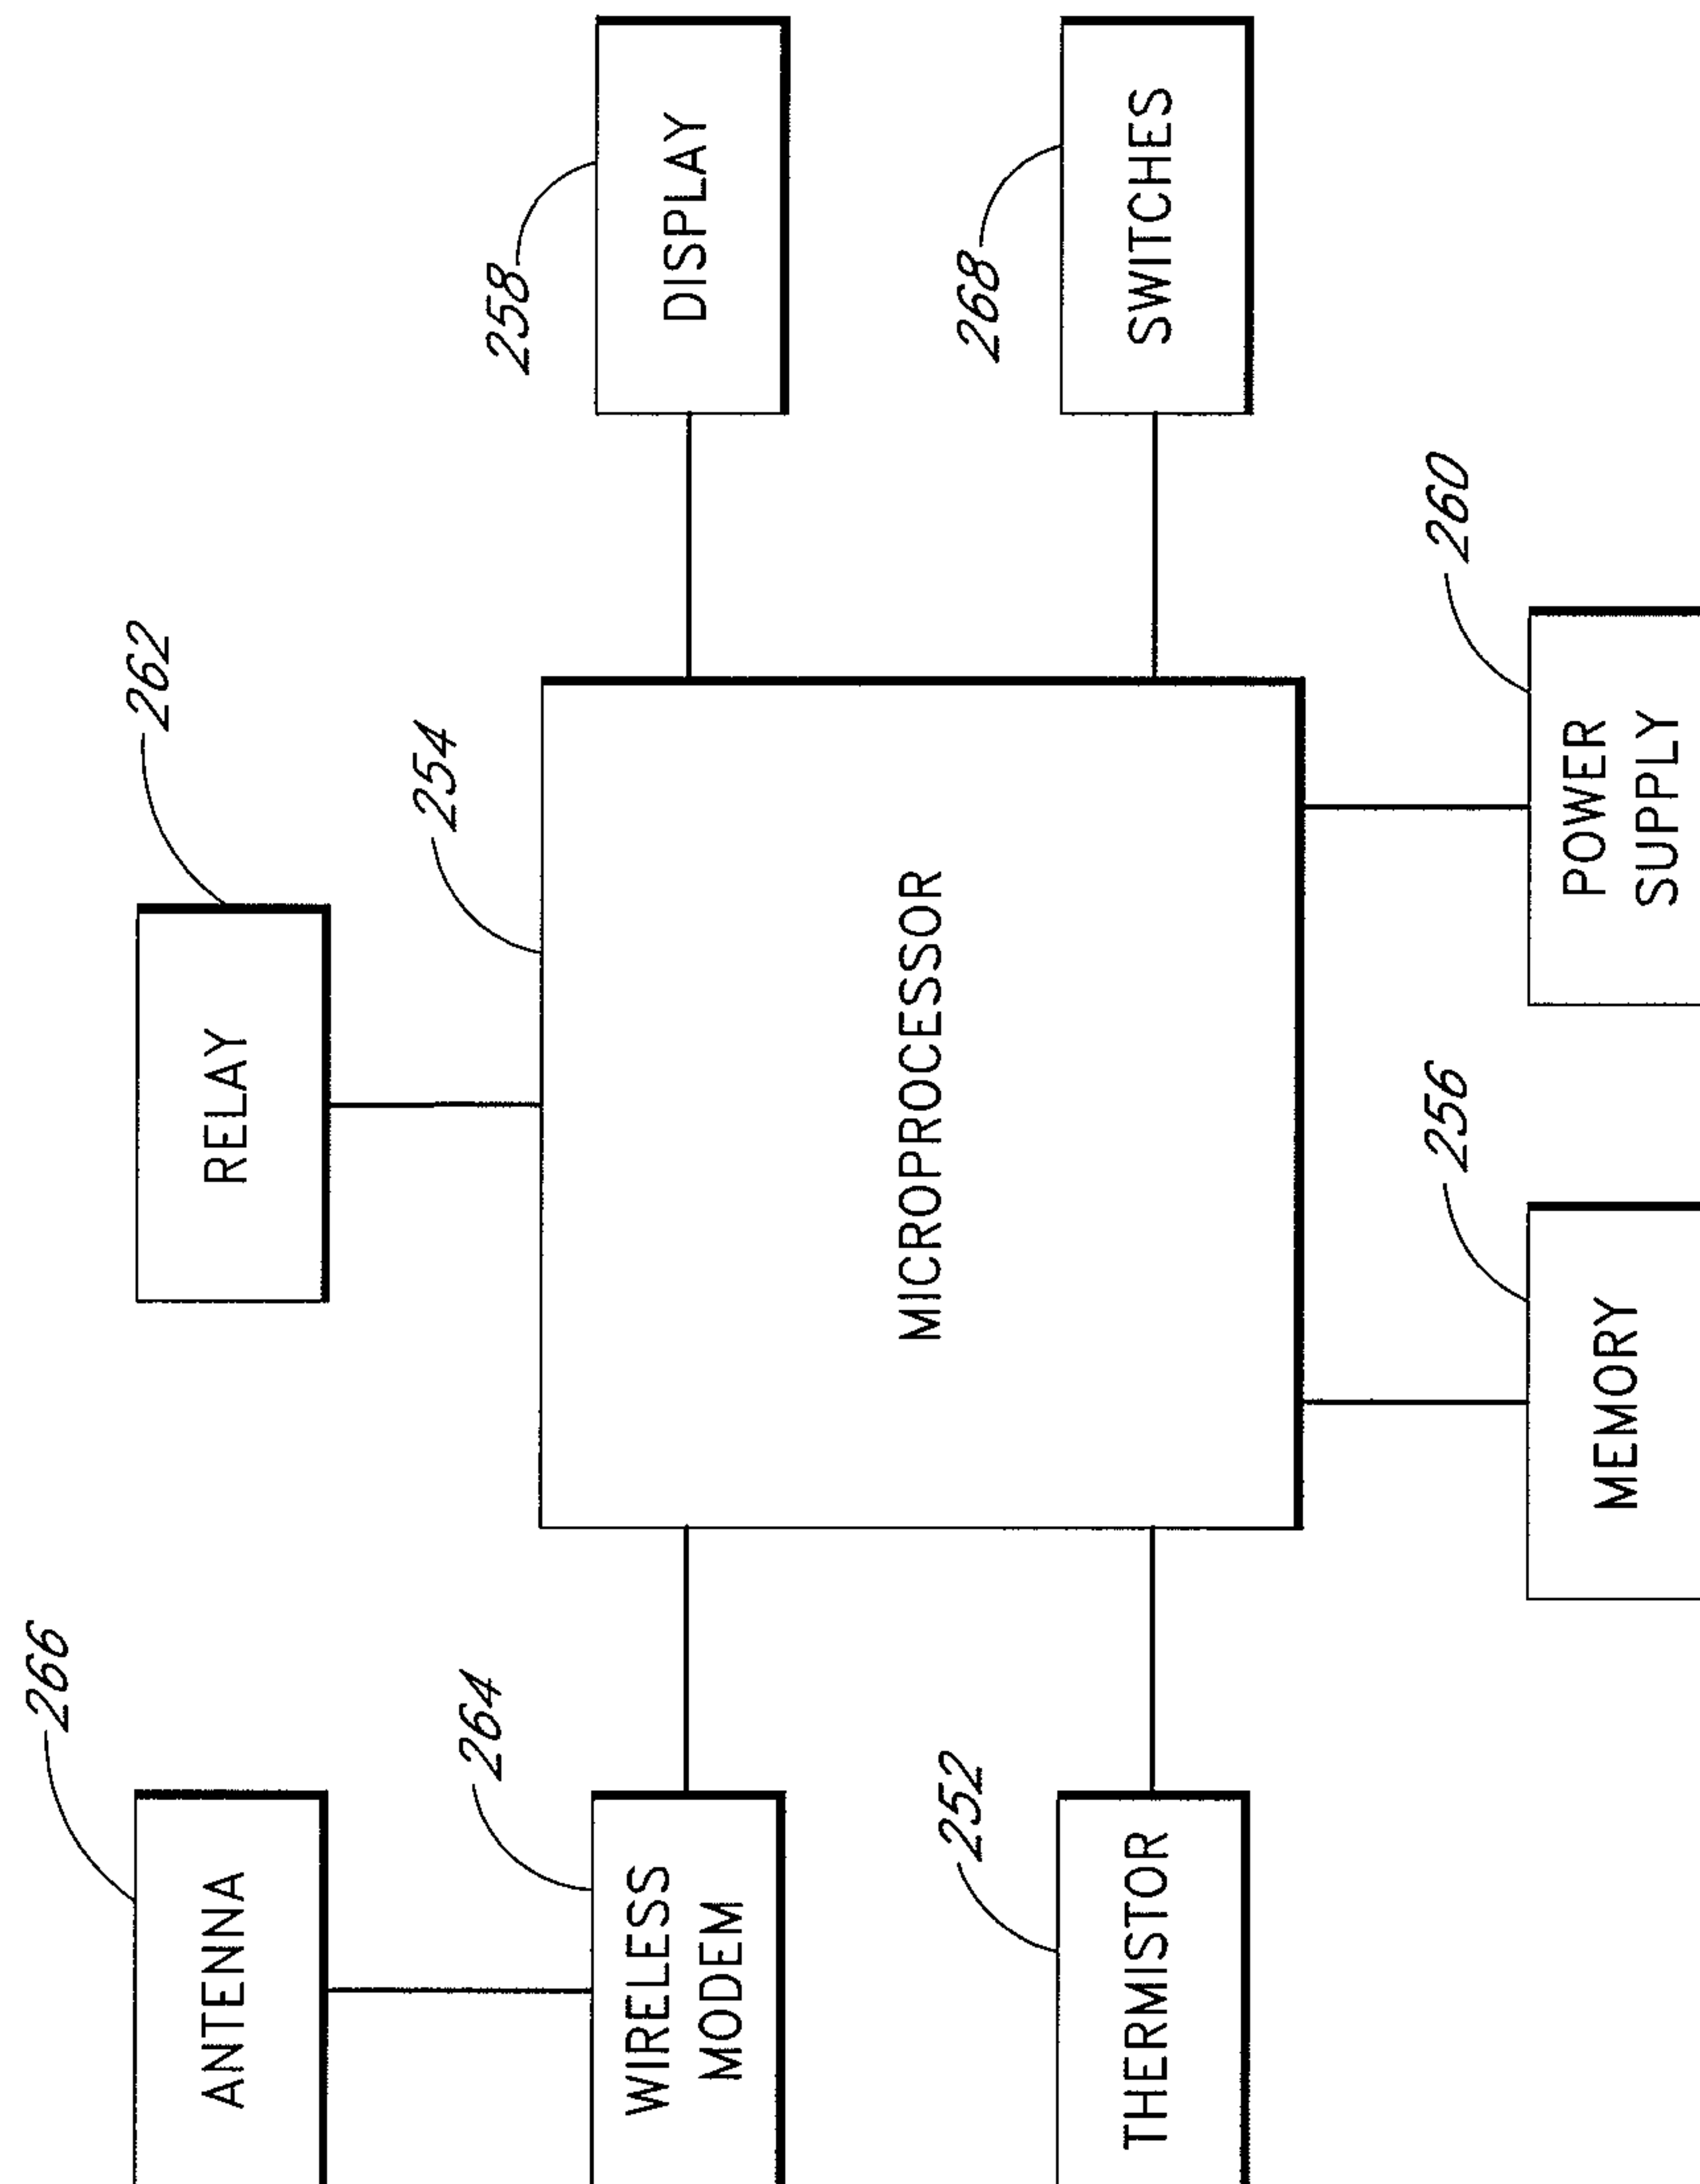 266
262
ANTENNA
RELAY
264
254
258
WIRELESS
MODEM
DISPLAY
MICROPROCESSOR
252
268
THERMISTOR
SWITCHES
256
260
MEMORY
POWER
SUPPLY